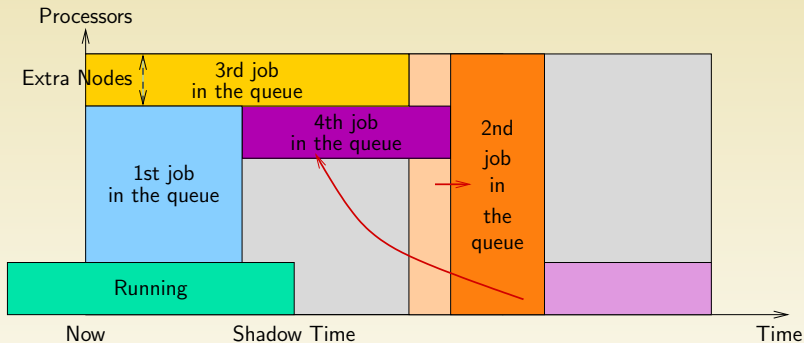 Processors
Extra Nodes
3rd job
in the queue
4th job
in the queue
1st job
in the queue
2nd
job
in
the
queue
Running
Now
Shadow Time
Time